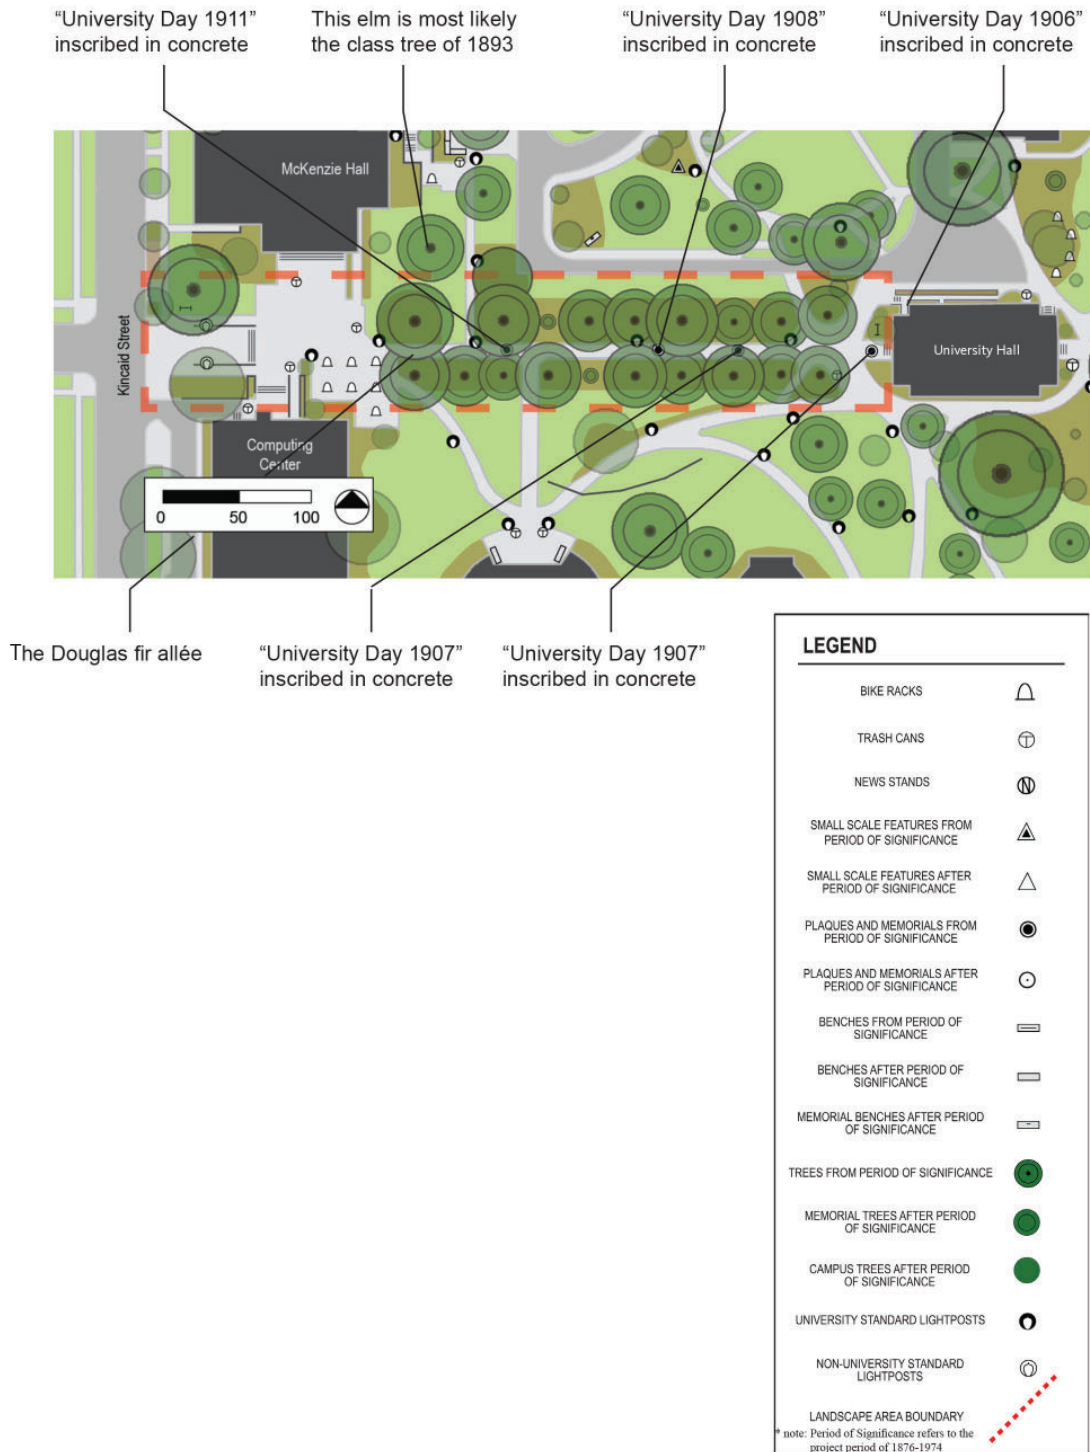 “University Day 1911”
inscribed in concrete
This elm is most likely
the class tree of 1893
“University Day 1908”
inscribed in concrete
“University Day 1906”
inscribed in concrete
McKenzie Hall
Kincaid Street
University Hall
Computing
Center
0 50 100
The Douglas fir allée
“University Day 1907”
inscribed in concrete
“University Day 1907”
inscribed in concrete
LEGEND
BIKE RACKS
TRASH CANS
NEWS STANDS
N
SMALL SCALE FEATURES FROM
PERIOD OF SIGNIFICANCE
SMALL SCALE FEATURES AFTER
PERIOD OF SIGNIFICANCE
PLAQUES AND MEMORIALS FROM
PERIOD OF SIGNIFICANCE
PLAQUES AND MEMORIALS AFTER
PERIOD OF SIGNIFICANCE
BENCHES FROM PERIOD OF
SIGNIFICANCE
BENCHES AFTER PERIOD OF
SIGNIFICANCE
MEMORIAL BENCHES AFTER PERIOD
OF SIGNIFICANCE
TREES FROM PERIOD OF SIGNIFICANCE
MEMORIAL TREES AFTER PERIOD
OF SIGNIFICANCE
CAMPUS TREES AFTER PERIOD
OF SIGNIFICANCE
UNIVERSITY STANDARD LIGHTPOSTS
NON-UNIVERSITY STANDARD
LIGHTPOSTS
LANDSCAPE AREA BOUNDARY
* note: Period of Significance refers to the
project period of 1876-1974